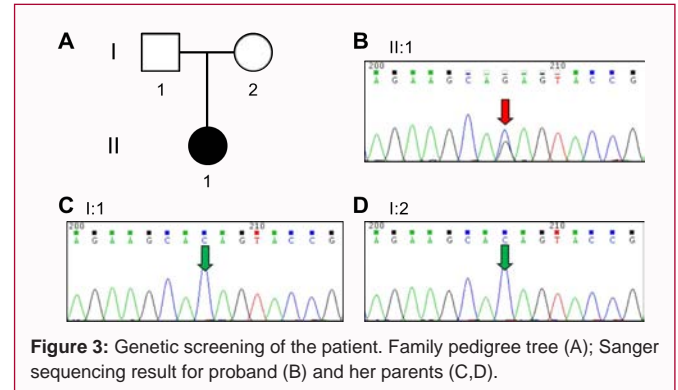 A
I
1
2
II
1
B II:1
200 210
A G A A G C A G A G T A C C G
C I:1
200 210
A G A A G C A C A G T A C C G
D I:2
200 210
A G A A G C A C A G T A C C G
Figure 3: Genetic screening of the patient. Family pedigree tree (A); Sanger
sequencing result for proband (B) and her parents (C,D).